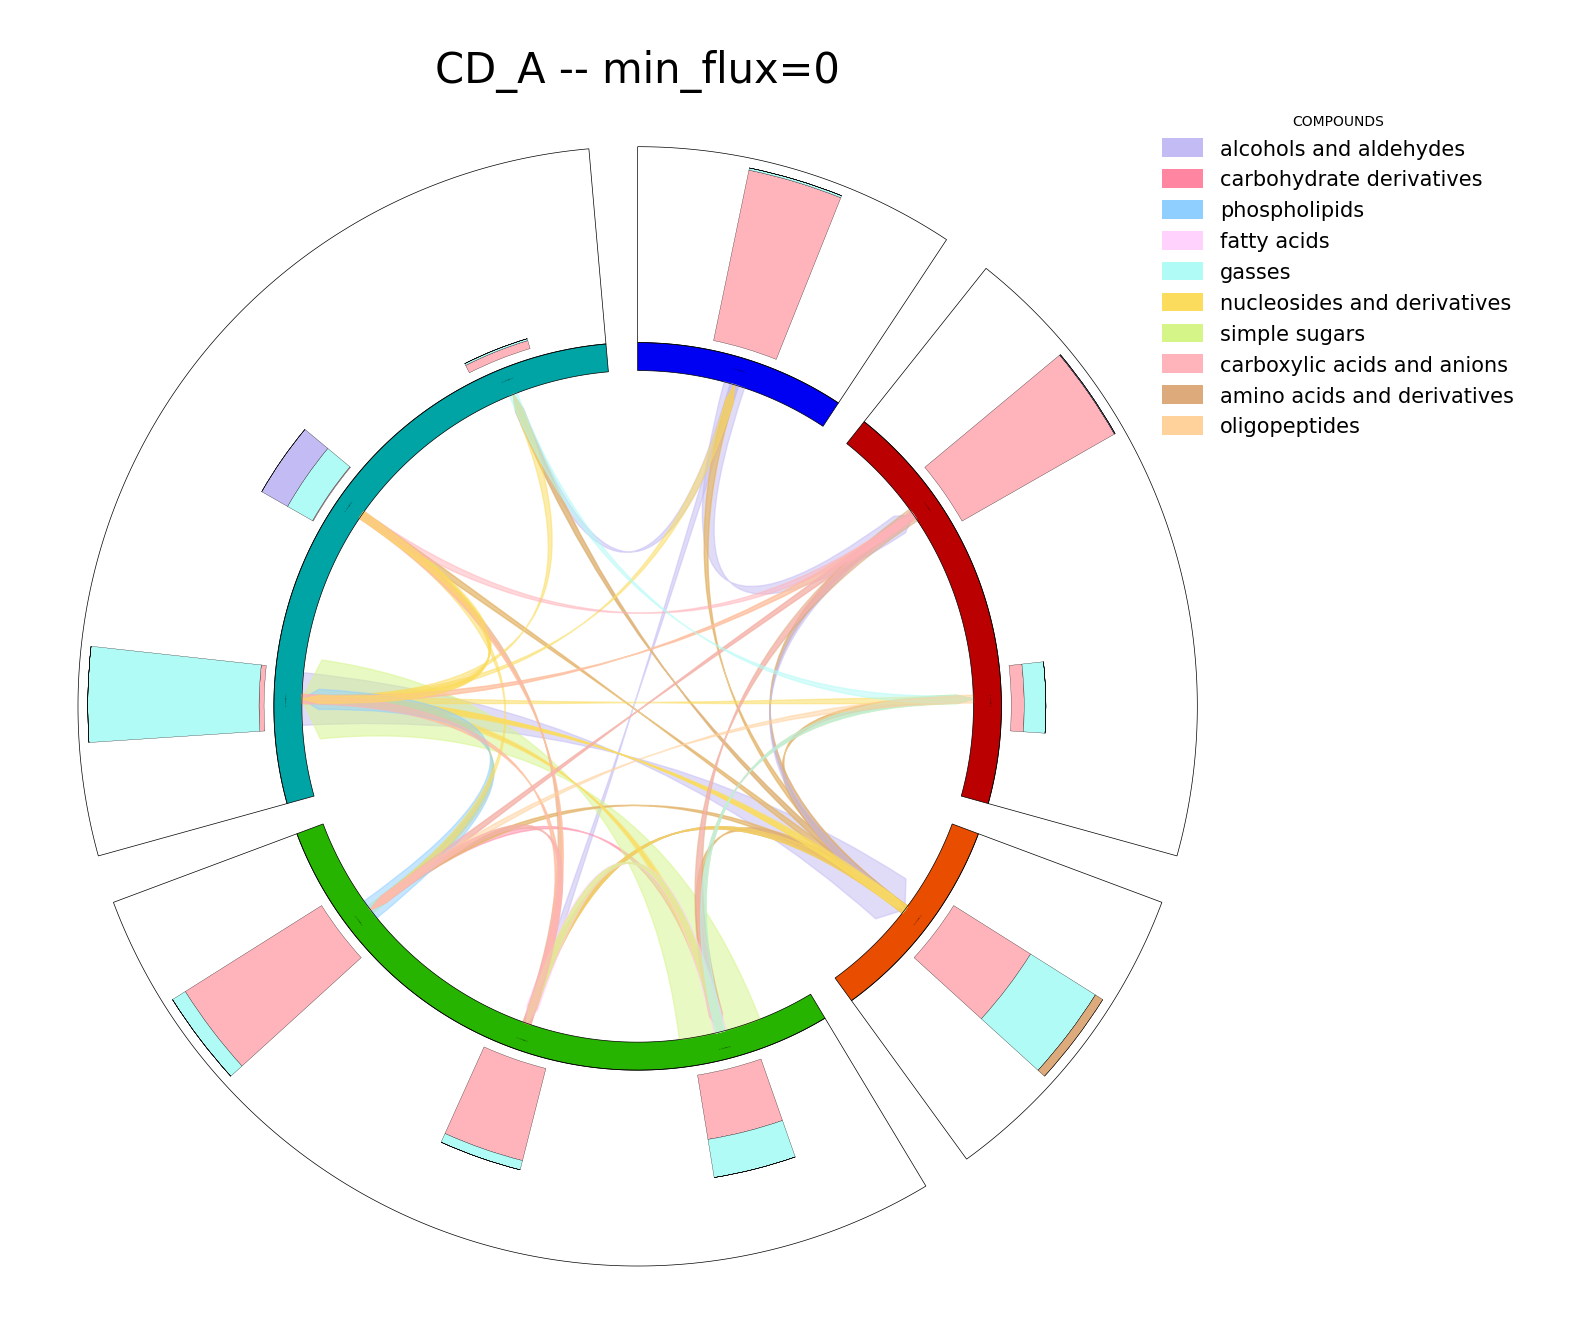 CD_A -- min_flux=0
COMPOUNDS
alcohols and aldehydes
carbohydrate derivatives
phospholipids
fatty acids
gasses
nucleosides and derivatives
simple sugars
carboxylic acids and anions
amino acids and derivatives
oligopeptides